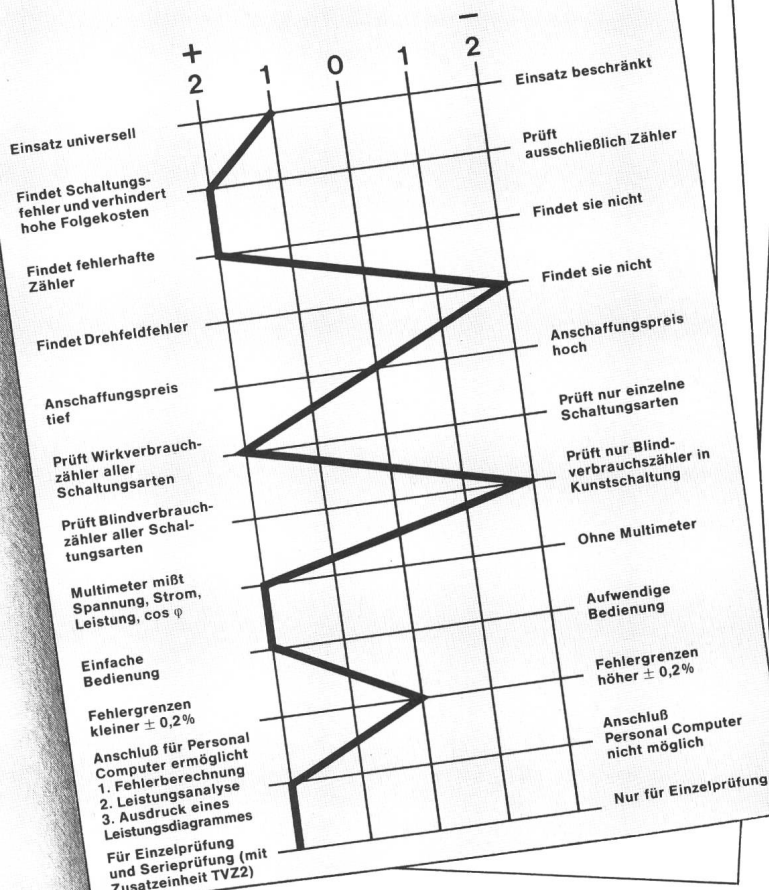 +
−
2
1
0
1
2
Einsatz universell
Einsatz beschränkt
Findet Schaltungs-
fehler und verhindert
hohe Folgekosten
Prüft
ausschließlich Zähler
Findet fehlerhafte
Zähler
Findet sie nicht
Findet Drehfeldfehler
Findet sie nicht
Anschaffungspreis
tief
Anschaffungspreis
hoch
Prüft Wirkverbrauch-
zähler aller
Schaltungsarten
Prüft nur einzelne
Schaltungsarten
Prüft Blindverbrauch-
zähler aller Schal-
tungsarten
Prüft nur Blind-
verbrauchszähler in
Kunstschaltung
Multimeter mißt
Spannung, Strom,
Leistung, cos φ
Ohne Multimeter
Einfache
Bedienung
Aufwendige
Bedienung
Fehlergrenzen
kleiner ± 0,2%
Fehlergrenzen
höher ± 0,2%
Anschluß für Personal
Computer ermöglicht
1. Fehlerberechnung
2. Leistungsanalyse
3. Ausdruck eines
Leistungsdiagrammes
Anschluß
Personal Computer
nicht möglich
Für Einzelprüfung
und Serieprüfung (mit
Zusatzeinheit TVZ2)
Nur für Einzelprüfung